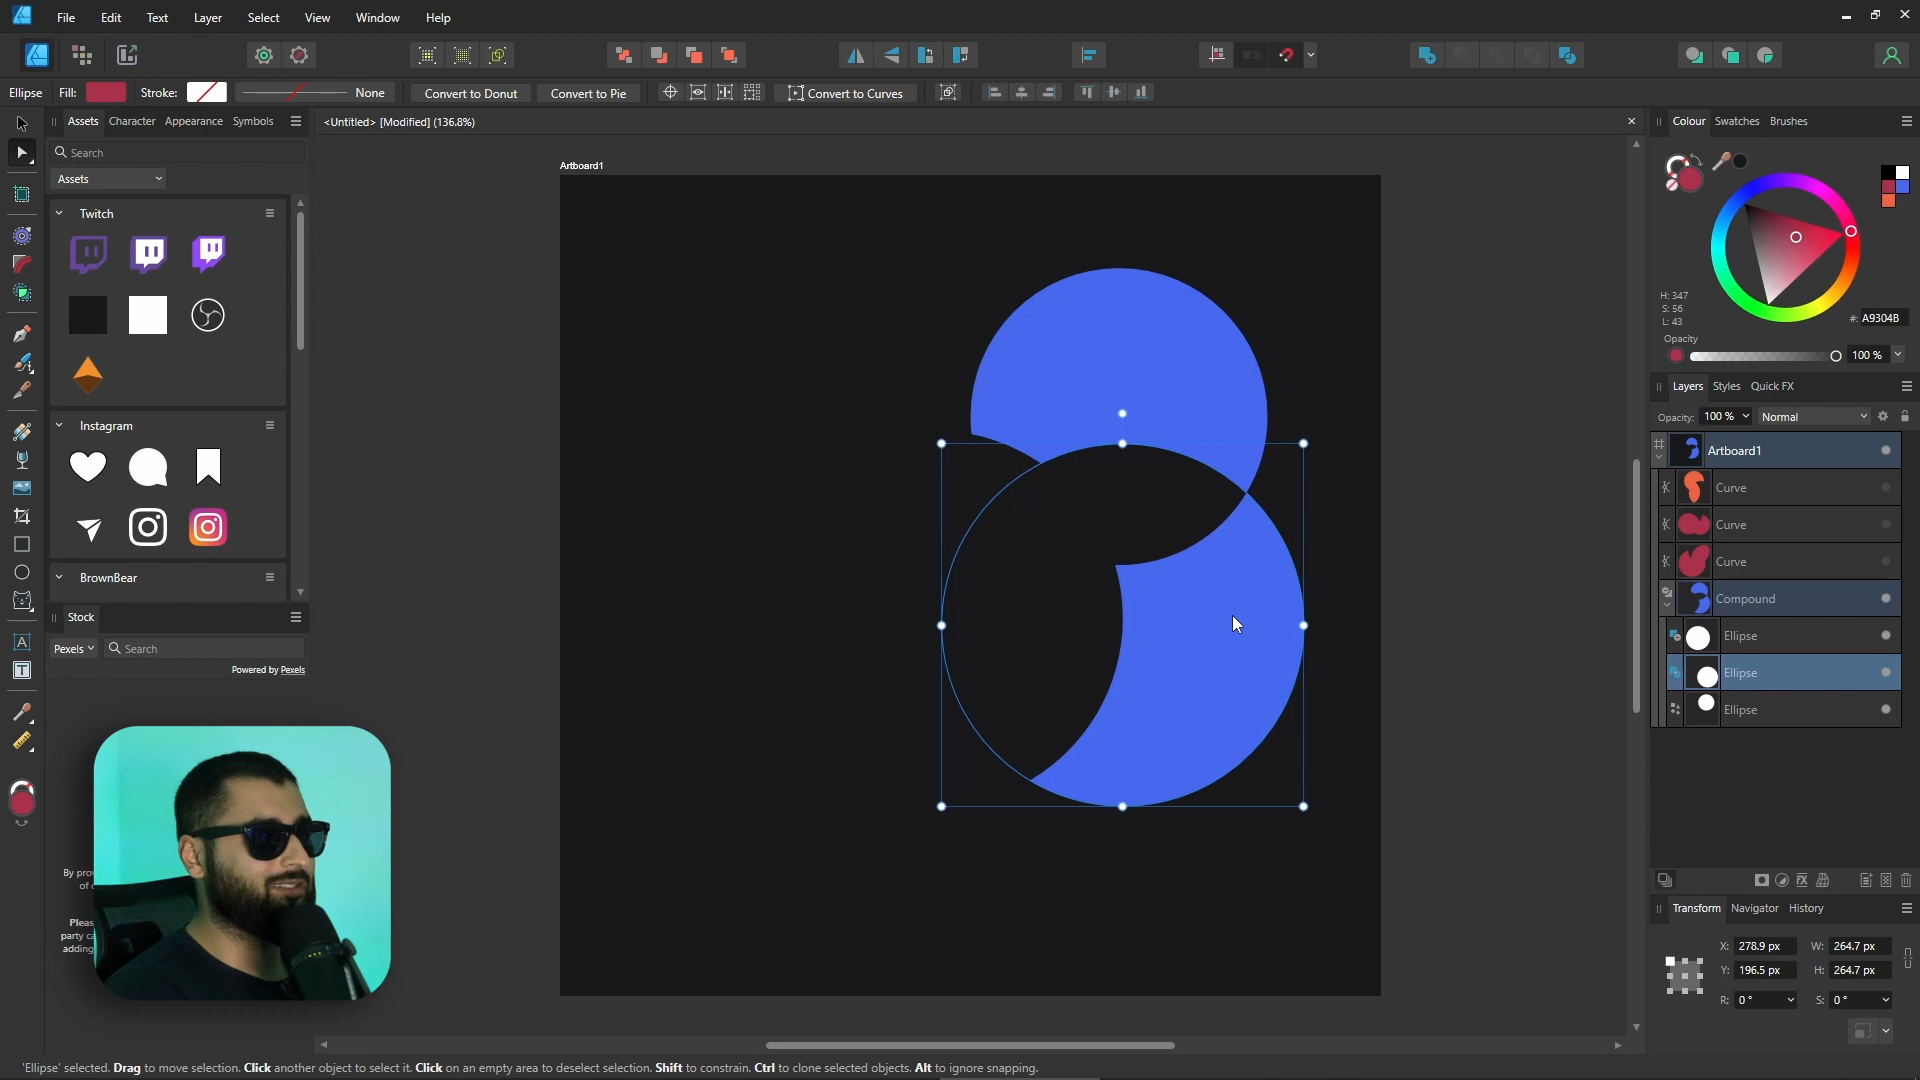 File Edit Text Layer Select View Window Help
Ellipse Fill: Stroke: None Convert to Donut Convert to Pie Convert to Curves
Assets Character Appearance Symbols
<Untitled> [Modified] (136.8%)
Colour Swatches Brushes
Search
Assets
Artboard1
Twitch
H: 347
S: 56
L: 43
#: A9304B
Opacity
100 %
Layers Styles Quick FX
Opacity: 100 % Normal
Instagram
Artboard1
Curve
Curve
Curve
BrownBear
Compound
Stock
Ellipse
Pexels Search
Powered by Pexels
Ellipse
Ellipse
By
of
Pleas
party
adding
Transform Navigator History
X: 278.9 px W: 264.7 px
Y: 196.5 px H: 264.7 px
R: 0 ° S: 0 °
'Ellipse' selected. Drag to move selection. Click another object to select it. Click on an empty area to deselect selection. Shift to constrain. Ctrl to clone selected objects. Alt to ignore snapping.